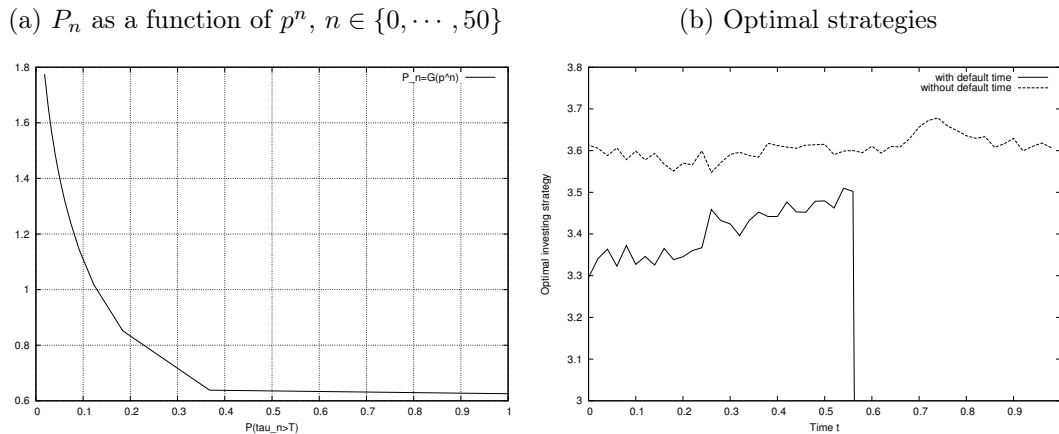 (a) $P_n$ as a function of $p^n$, $n \in \{0, \cdots, 50\}$
1.8
1.6
1.4
1.2
1
0.8
0.6
0 0.1 0.2 0.3 0.4 0.5 0.6 0.7 0.8 0.9 1
P(tau_n>T)
P_n=G(p^n)
(b) Optimal strategies
3.8
3.7
3.6
3.5
3.4
3.3
3.2
3.1
3
0 0.1 0.2 0.3 0.4 0.5 0.6 0.7 0.8 0.9
Time t
Optimal investing strategy
with default time
without default time